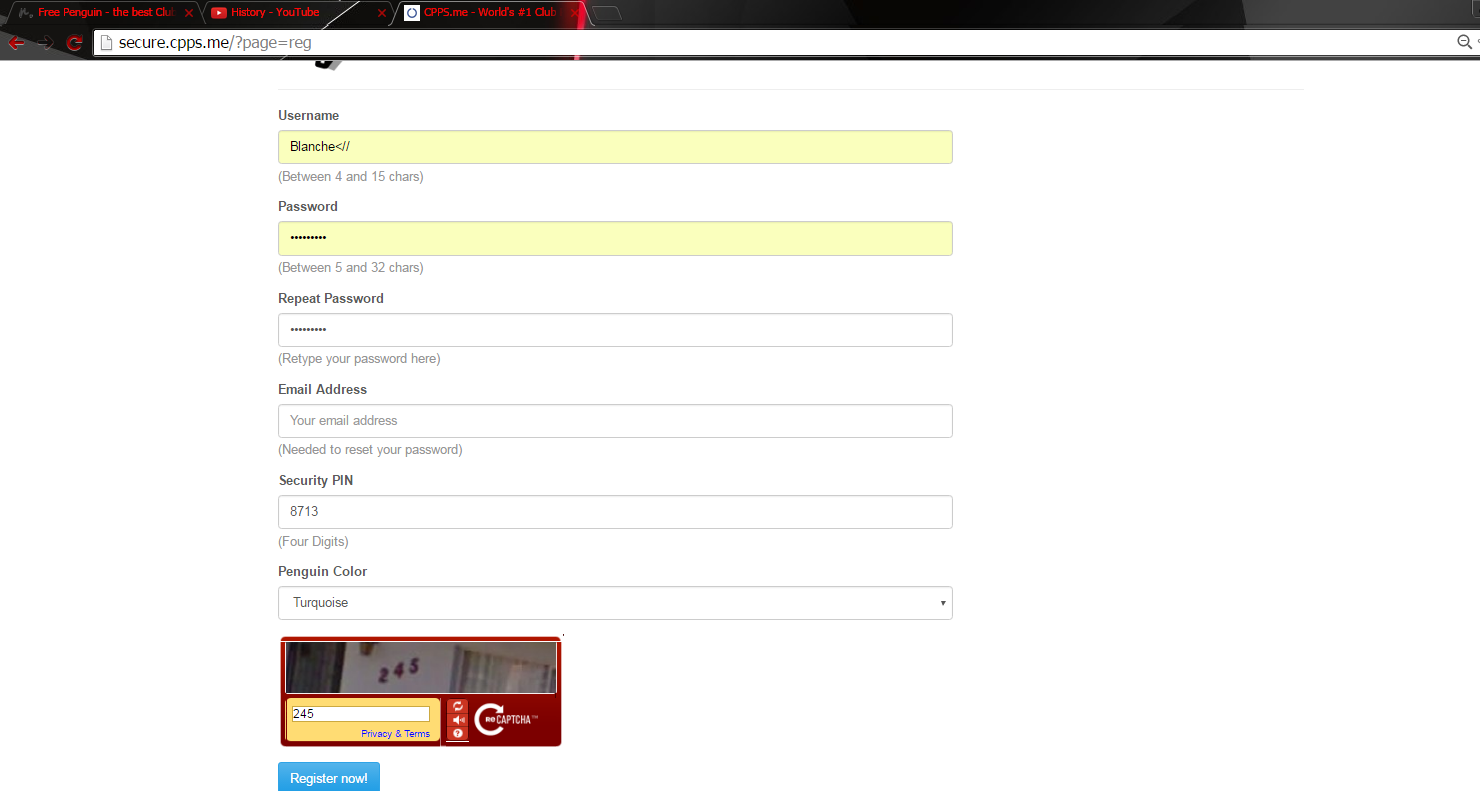 Free Penguin - the best Club
History - YouTube
CPPS.me - World's #1 Club
secure.cpps.me/?page=reg
Username
Blanche<//
(Between 4 and 15 chars)
Password
•••••••••
(Between 5 and 32 chars)
Repeat Password
•••••••••
(Retype your password here)
Email Address
Your email address
(Needed to reset your password)
Security PIN
8713
(Four Digits)
Penguin Color
Turquoise
245
245
Privacy & Terms
reCAPTCHA™
Register now!